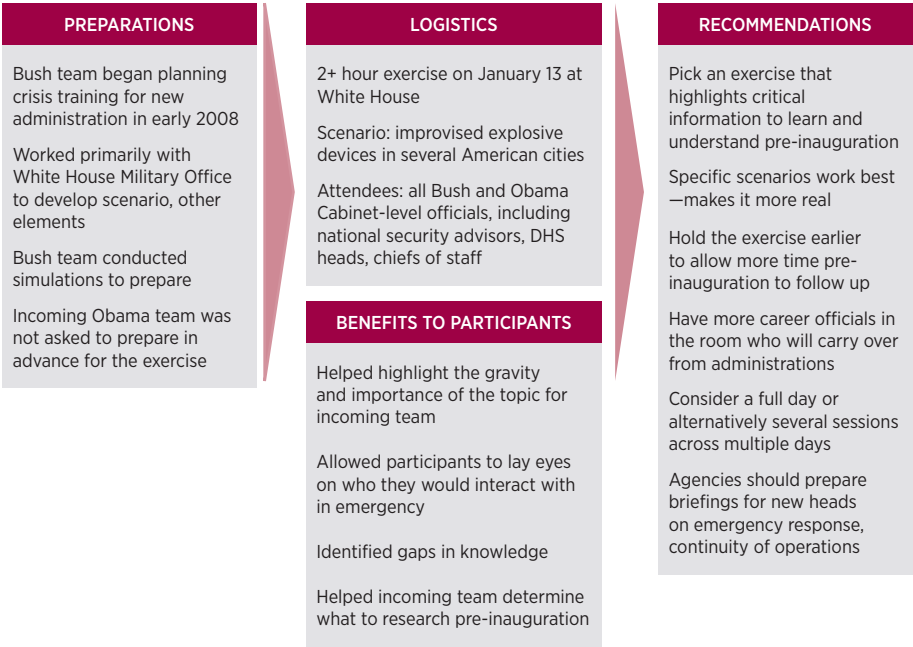 PREPARATIONS
Bush team began planning
crisis training for new
administration in early 2008
Worked primarily with
White House Military Office
to develop scenario, other
elements
Bush team conducted
simulations to prepare
Incoming Obama team was
not asked to prepare in
advance for the exercise
LOGISTICS
2+ hour exercise on January 13 at
White House
Scenario: improvised explosive
devices in several American cities
Attendees: all Bush and Obama
Cabinet-level officials, including
national security advisors, DHS
heads, chiefs of staff
BENEFITS TO PARTICIPANTS
Helped highlight the gravity
and importance of the topic for
incoming team
Allowed participants to lay eyes
on who they would interact with
in emergency
Identified gaps in knowledge
Helped incoming team determine
what to research pre-inauguration
RECOMMENDATIONS
Pick an exercise that
highlights critical
information to learn and
understand pre-inauguration
Specific scenarios work best
—makes it more real
Hold the exercise earlier
to allow more time pre-
inauguration to follow up
Have more career officials in
the room who will carry over
from administrations
Consider a full day or
alternatively several sessions
across multiple days
Agencies should prepare
briefings for new heads
on emergency response,
continuity of operations